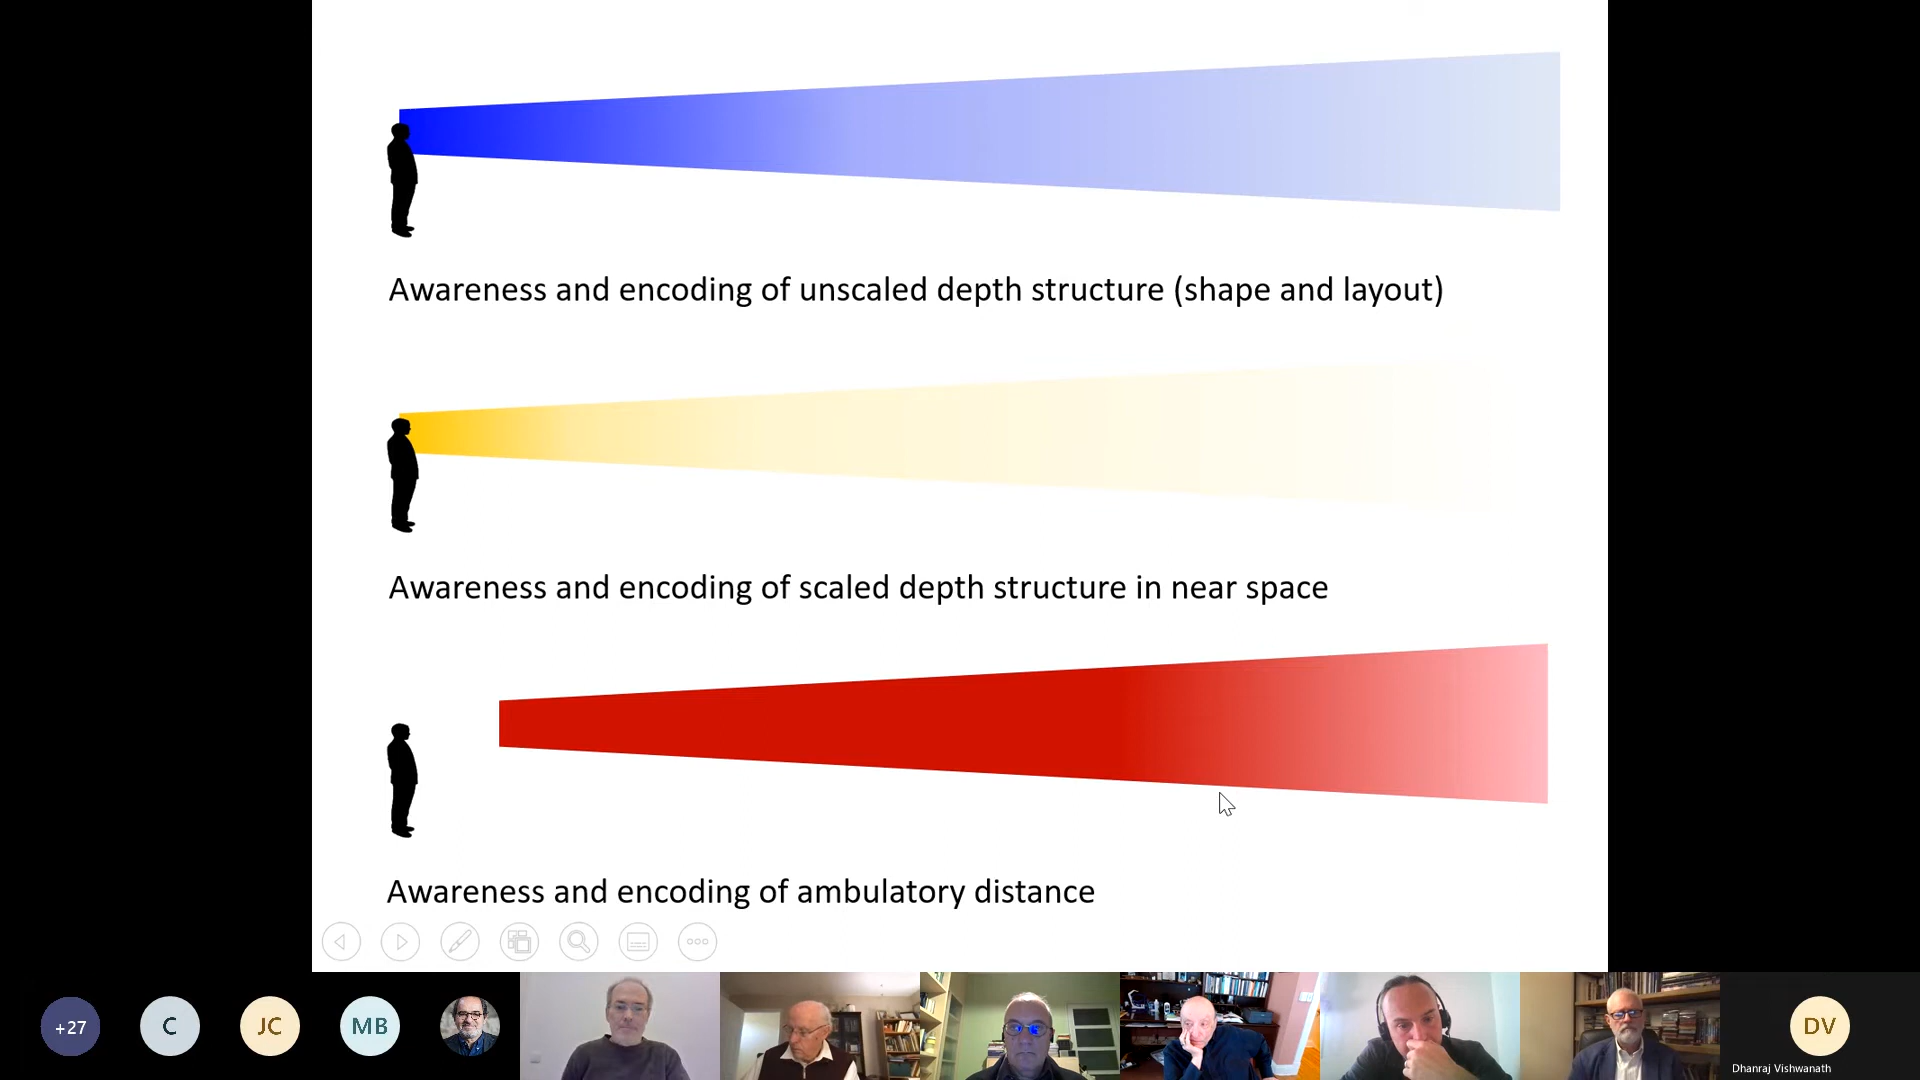 Awareness and encoding of unscaled depth structure (shape and layout)
Awareness and encoding of scaled depth structure in near space
Awareness and encoding of ambulatory distance
+27
C
JC
MB
DV
Dhanraj Vishwanath